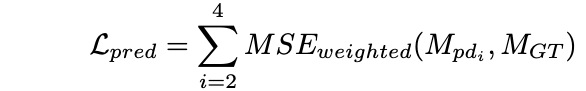 $\mathcal{L}_{pred} = \sum_{i=2}^{4} MSE_{weighted}(M_{pd_i}, M_{GT})$